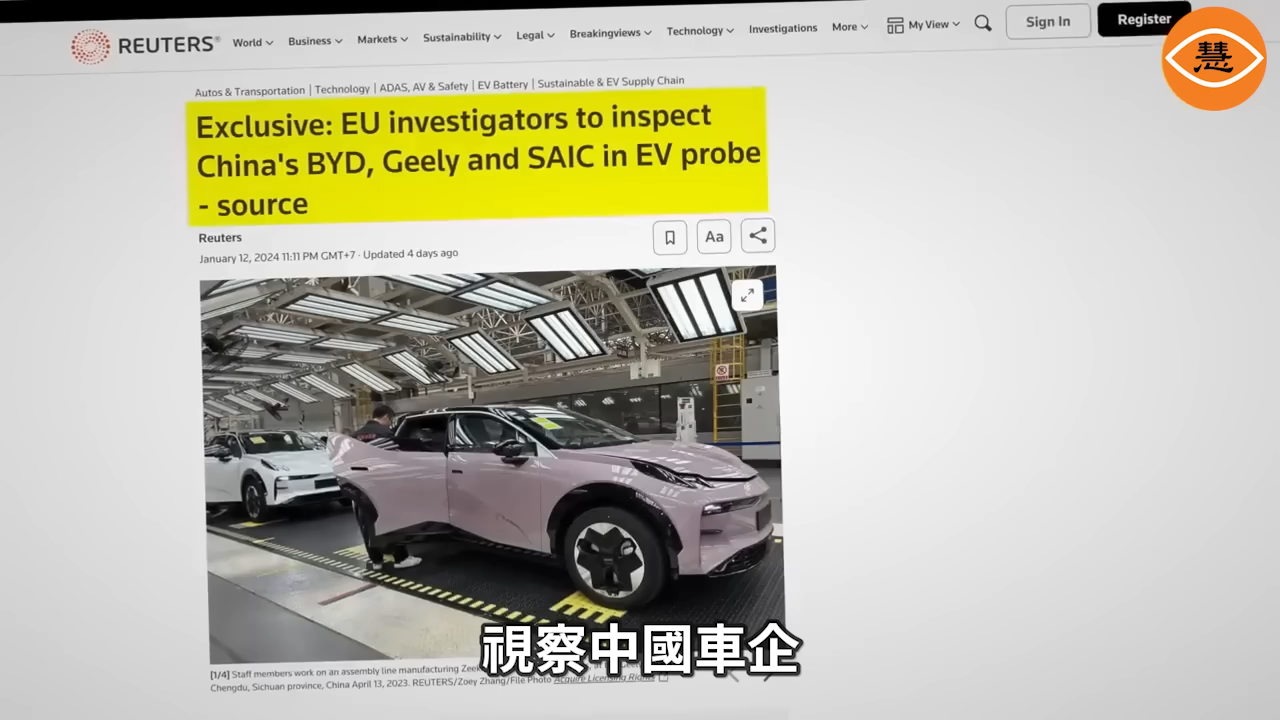 REUTERS
World Business Markets Sustainability Legal Breakingviews Technology Investigations More My View Sign In Register
慧
Autos & Transportation | Technology | ADAS, AV & Safety | EV Battery | Sustainable & EV Supply Chain
Exclusive: EU investigators to inspect
China's BYD, Geely and SAIC in EV probe
- source
Reuters
January 12, 2024 11:11 PM GMT+7 · Updated 4 days ago
Aa
[1/4] Staff members work on an assembly line manufacturing
Chengdu, Sichuan province, China April 13, 2023. REUTERS/Zoey Zhang/File Photo Acquire Licensing Rights
視察中國車企